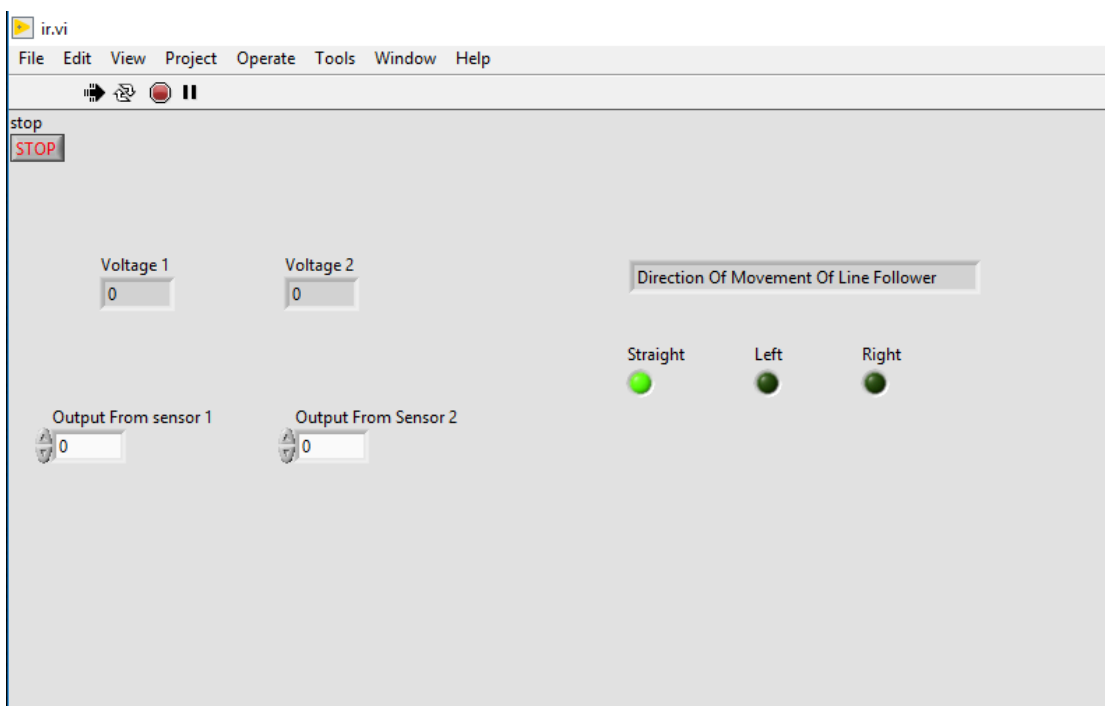 ir.vi
File Edit View Project Operate Tools Window Help
stop
STOP
Voltage 1 Voltage 2
0 0
Direction Of Movement Of Line Follower
Straight Left Right
Output From sensor 1 Output From Sensor 2
0 0